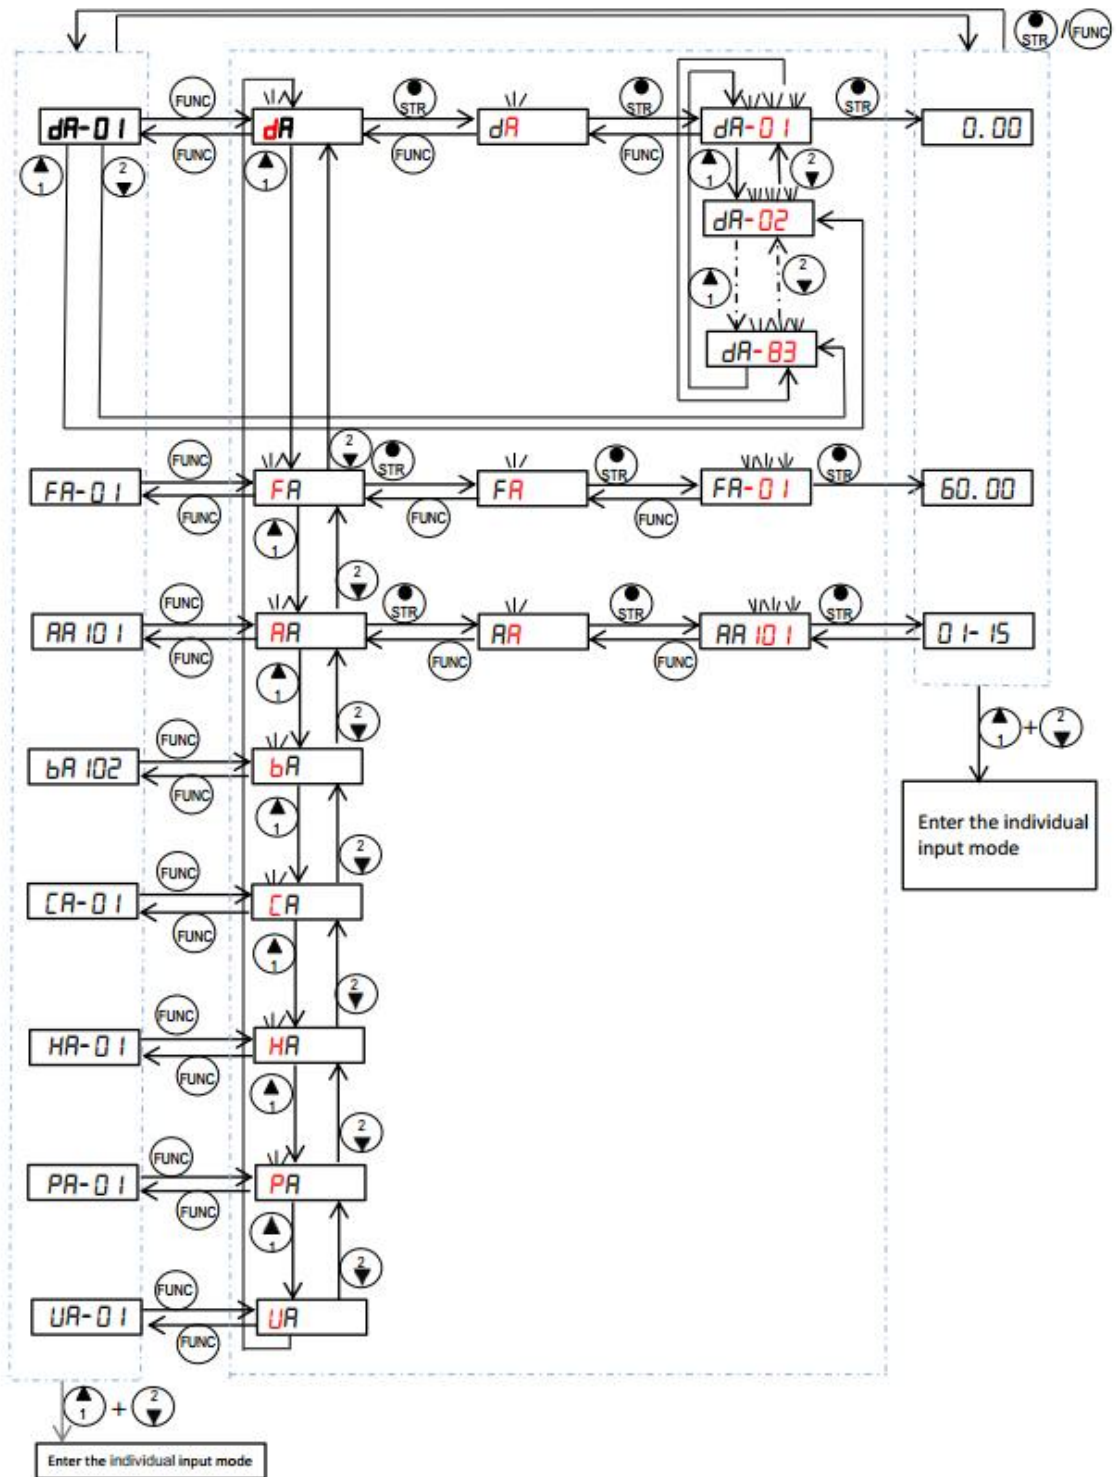 STR / FUNC
FUNC STR STR STR
dA-01 dA dA dA-01 0.00
FUNC FUNC FUNC
1 2 1 1 2
dA-02
1 2
dA-83
FUNC 2 STR STR STR
FA-01 FA FA FA-01 60.00
FUNC FUNC FUNC
1
2
FUNC STR STR STR
AA101 AA AA AA101 01-15
FUNC FUNC FUNC
1
2
1 + 2
FUNC
bA102 bA
FUNC
1
Enter the individual
input mode
2
FUNC
CA-01 CA
FUNC
1
2
FUNC
HA-01 HA
FUNC
1
2
FUNC
PA-01 PA
FUNC
1
2
FUNC
UA-01 UA
FUNC
1 + 2
Enter the individual input mode